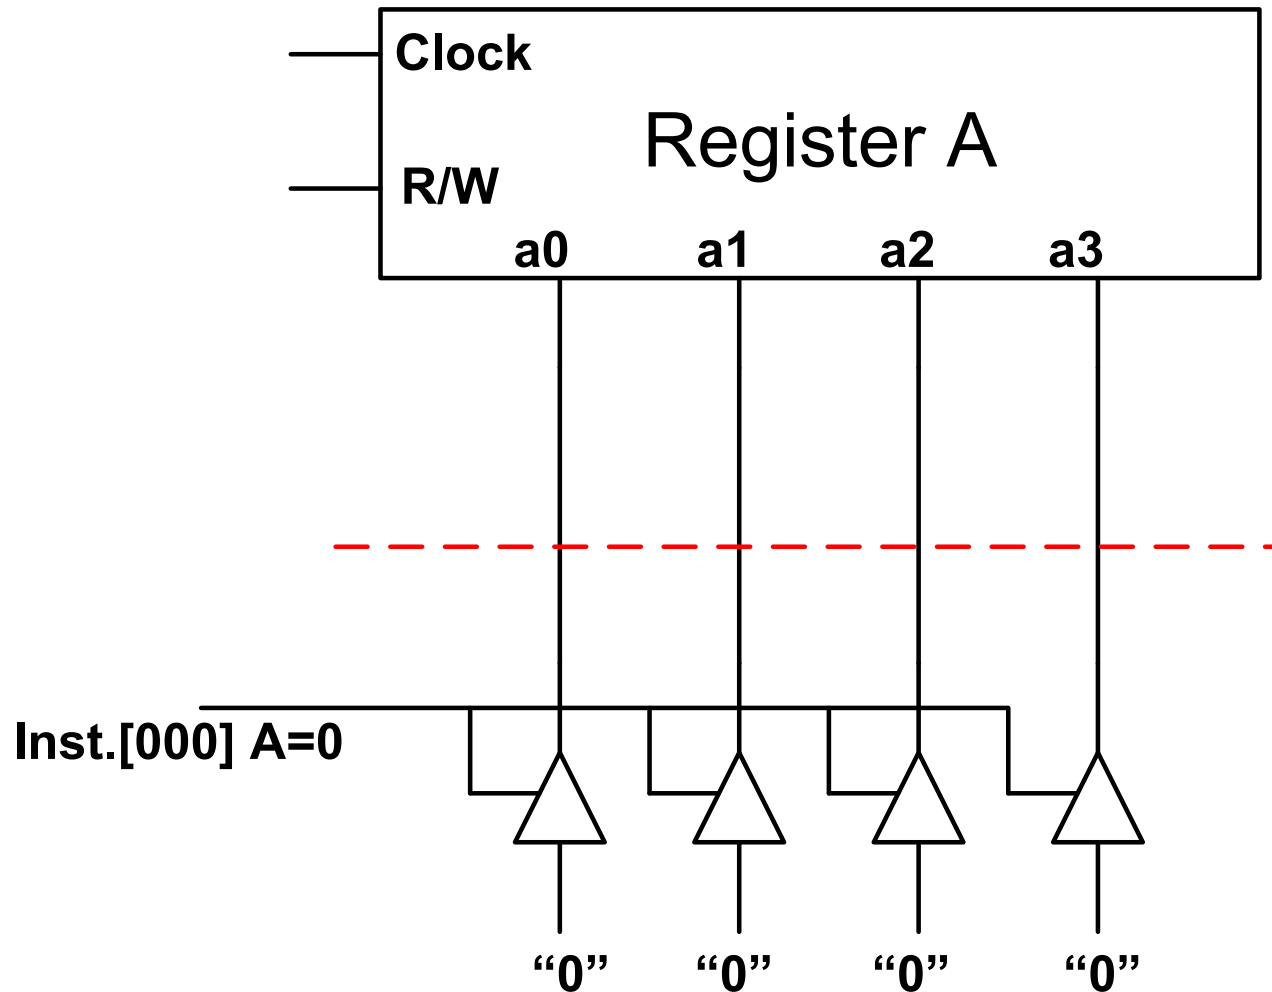 Clock
Register A
R/W
a0 a1 a2 a3
Inst.[000] A=0
“0” “0” “0” “0”